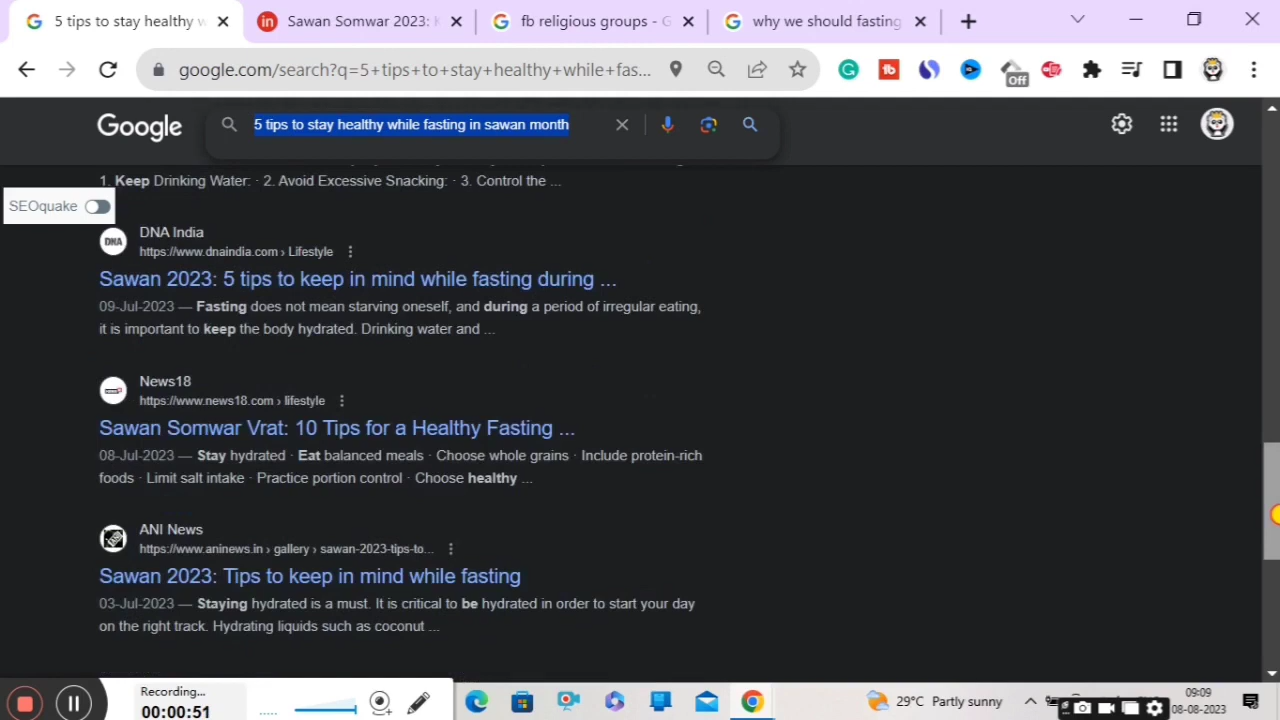 5 tips to stay healthy w
Sawan Somwar 2023:
fb religious groups - G
why we should fasting
google.com/search?q=5+tips+to+stay+healthy+while+fas...
Off
Google
5 tips to stay healthy while fasting in sawan month
1. Keep Drinking Water: · 2. Avoid Excessive Snacking: · 3. Control the ...
SEOquake
DNA India
DNA
https://www.dnaindia.com › Lifestyle
Sawan 2023: 5 tips to keep in mind while fasting during ...
09-Jul-2023 — Fasting does not mean starving oneself, and during a period of irregular eating,
it is important to keep the body hydrated. Drinking water and ...
News18
https://www.news18.com › lifestyle
Sawan Somwar Vrat: 10 Tips for a Healthy Fasting ...
08-Jul-2023 — Stay hydrated · Eat balanced meals · Choose whole grains · Include protein-rich
foods · Limit salt intake · Practice portion control · Choose healthy ...
ANI News
https://www.aninews.in › gallery › sawan-2023-tips-to...
Sawan 2023: Tips to keep in mind while fasting
03-Jul-2023 — Staying hydrated is a must. It is critical to be hydrated in order to start your day
on the right track. Hydrating liquids such as coconut ...
Recording...
00:00:51
29°C Partly sunny
09:09
08-08-2023